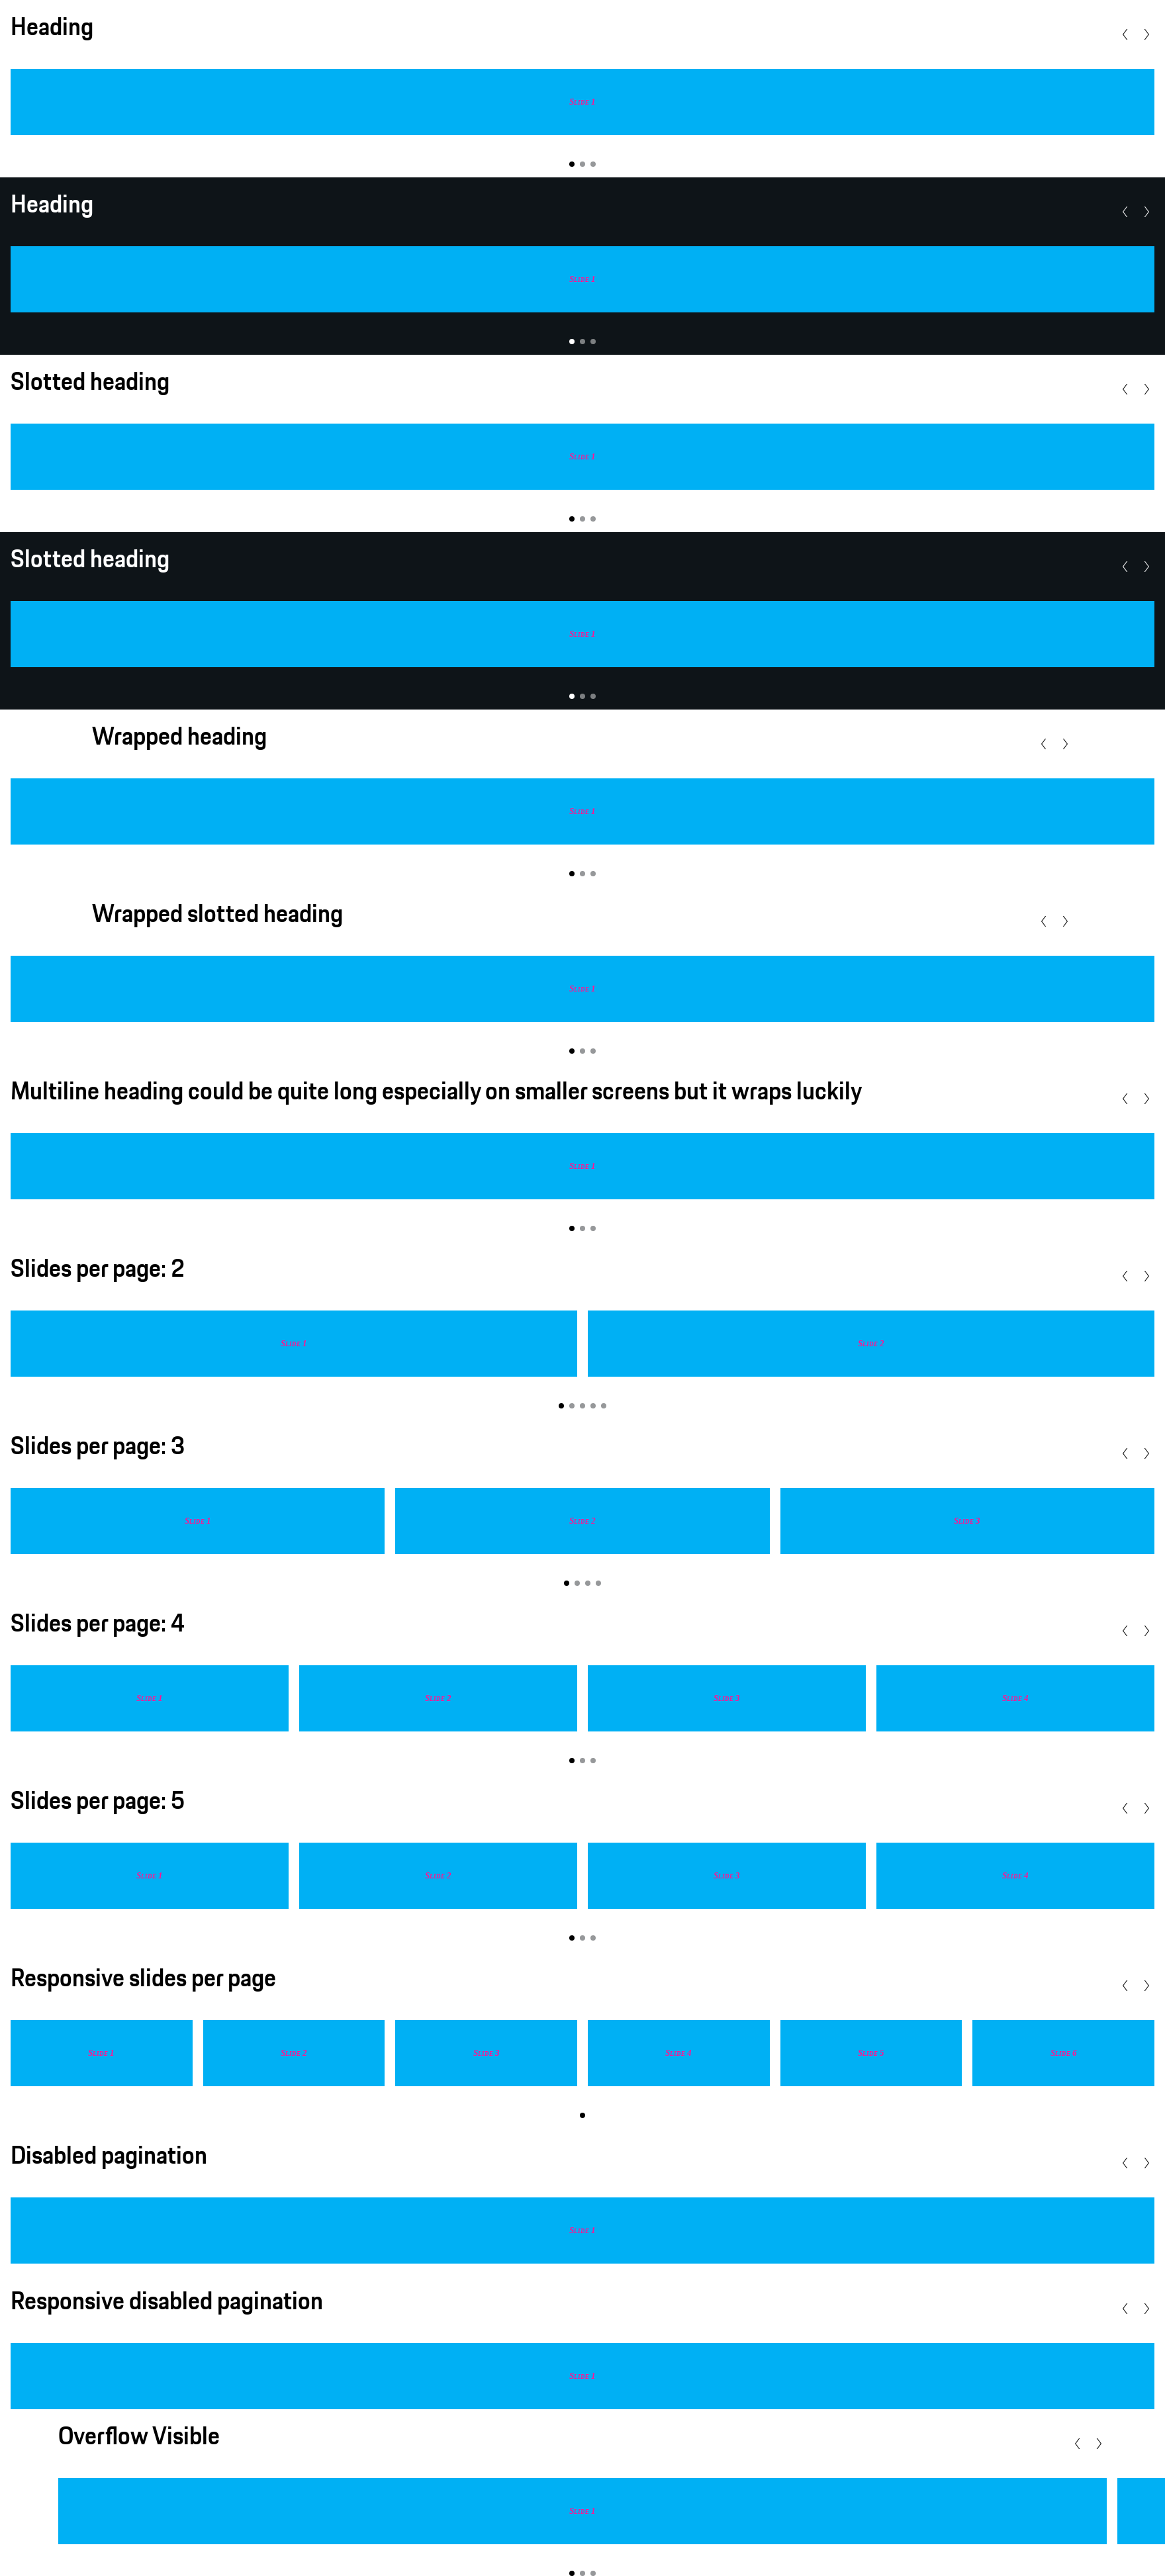 Heading
Slide 1
Heading
Slide 1
Slotted heading
Slide 1
Slotted heading
Slide 1
Wrapped heading
Slide 1
Wrapped slotted heading
Slide 1
Multiline heading could be quite long especially on smaller screens but it wraps luckily
Slide 1
Slides per page: 2
Slide 1 Slide 2
Slides per page: 3
Slide 1 Slide 2 Slide 3
Slides per page: 4
Slide 1 Slide 2 Slide 3 Slide 4
Slides per page: 5
Slide 1 Slide 2 Slide 3 Slide 4
Responsive slides per page
Slide 1 Slide 2 Slide 3 Slide 4 Slide 5 Slide 6
Disabled pagination
Slide 1
Responsive disabled pagination
Slide 1
Overflow Visible
Slide 1